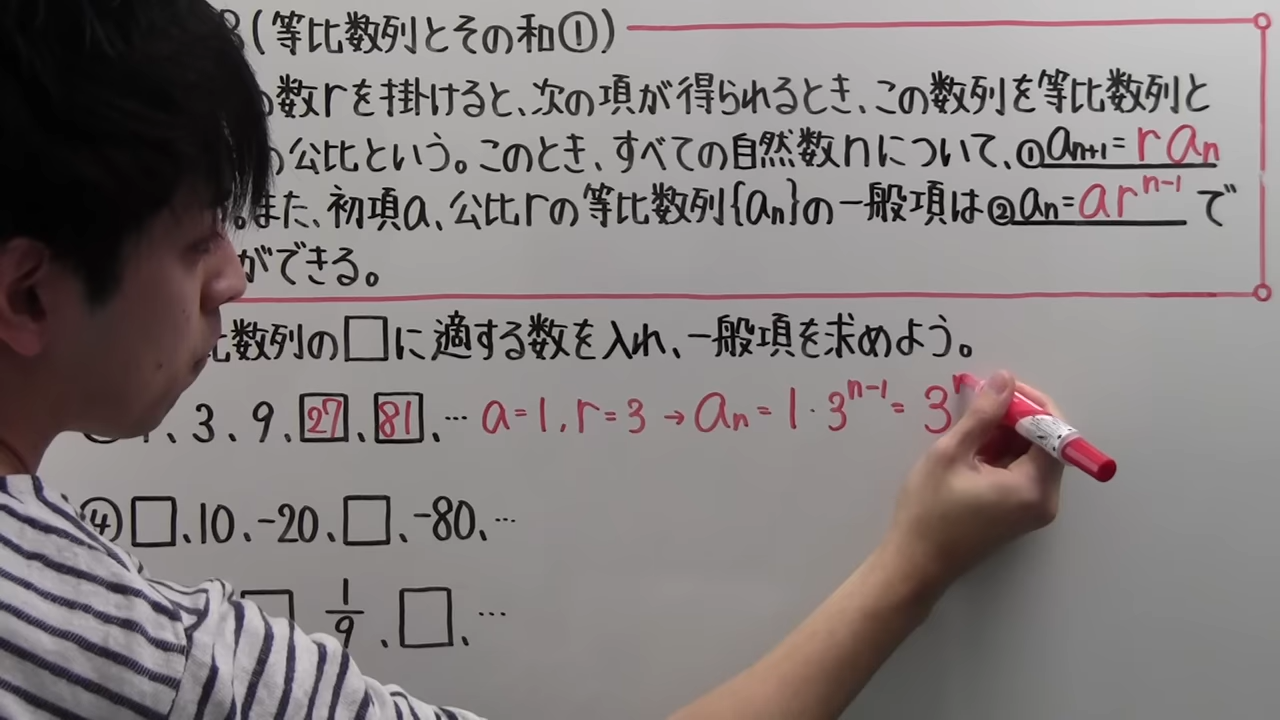 (等比数列とその和①)
数rを掛けると、次の項が得られるとき、この数列を等比数列と
公比という。このとき、すべての自然数nについて、①aₙ₊₁=raₙ
また、初項a、公比rの等比数列{aₙ}の一般項は②aₙ=arⁿ⁻¹で
ができる。
数列の□に適する数を入れ、一般項を求めよう。
、3、9、27、81、… a=1, r=3 → aₙ=1·3ⁿ⁻¹=3ⁿ
④□、10、-20、□、-80、…
□、1/9、□、…